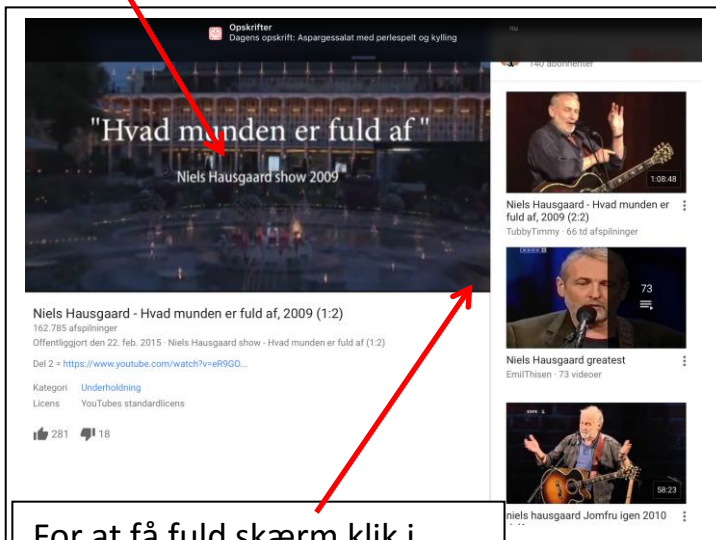 Opskrifter
nu
Dagens opskrift: Aspargessalat med perlespelt og kylling
140 abonnenter
"Hvad munden er fuld af "
Niels Hausgaard show 2009
Niels Hausgaard - Hvad munden er fuld af, 2009 (1:2)
162.785 afspilninger
Offentliggjort den 22. feb. 2015 · Niels Hausgaard show - Hvad munden er fuld af (1:2)
Del 2 = https://www.youtube.com/watch?v=eR9GO...
Kategori Underholdning
Licens YouTubes standardlicens
281 18
1:08:48
Niels Hausgaard - Hvad munden er
fuld af, 2009 (2:2)
TubbyTimmy · 66 td afspilninger
73
Niels Hausgaard greatest
EmilThisen · 73 videoer
58:23
niels hausgaard Jomfru igen 2010
For at få fuld skærm klik i